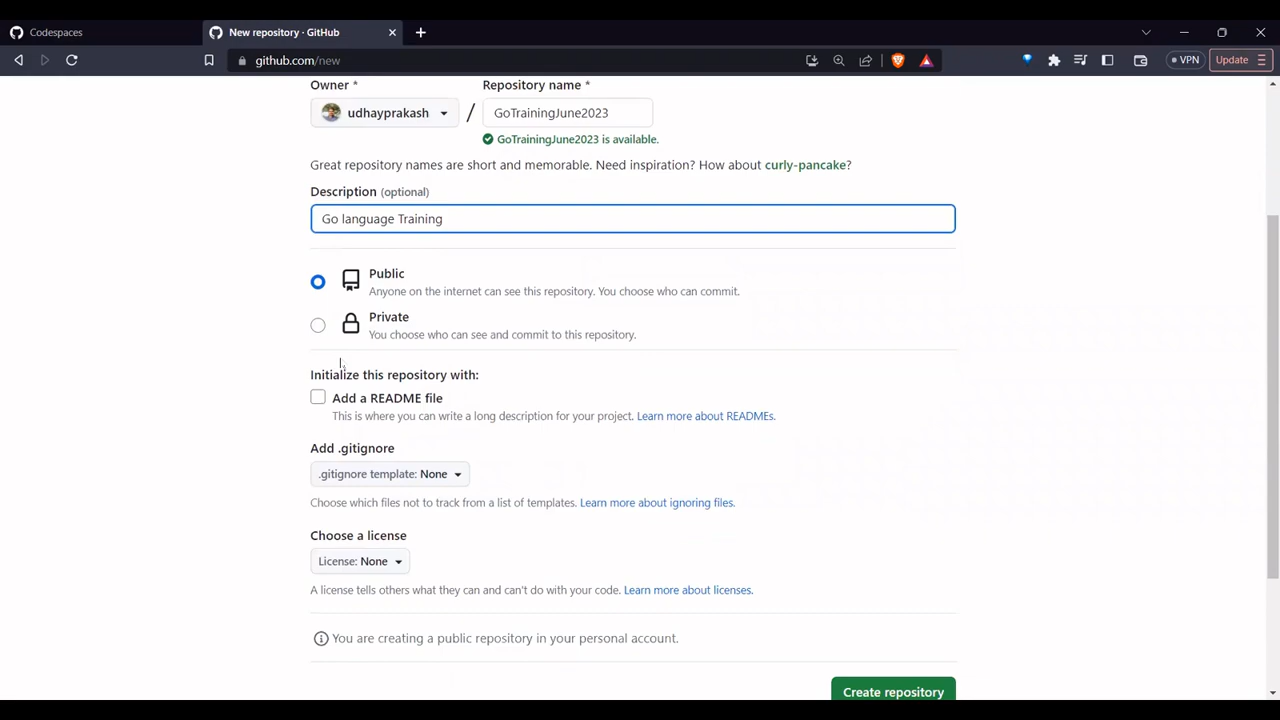 Codespaces
New repository · GitHub
github.com/new
VPN
Update
Owner *
Repository name *
udhayprakash
/
GoTrainingJune2023
GoTrainingJune2023 is available.
Great repository names are short and memorable. Need inspiration? How about curly-pancake?
Description (optional)
Go language Training
Public
Anyone on the internet can see this repository. You choose who can commit.
Private
You choose who can see and commit to this repository.
Initialize this repository with:
Add a README file
This is where you can write a long description for your project. Learn more about READMEs.
Add .gitignore
.gitignore template: None
Choose which files not to track from a list of templates. Learn more about ignoring files.
Choose a license
License: None
A license tells others what they can and can't do with your code. Learn more about licenses.
You are creating a public repository in your personal account.
Create repository